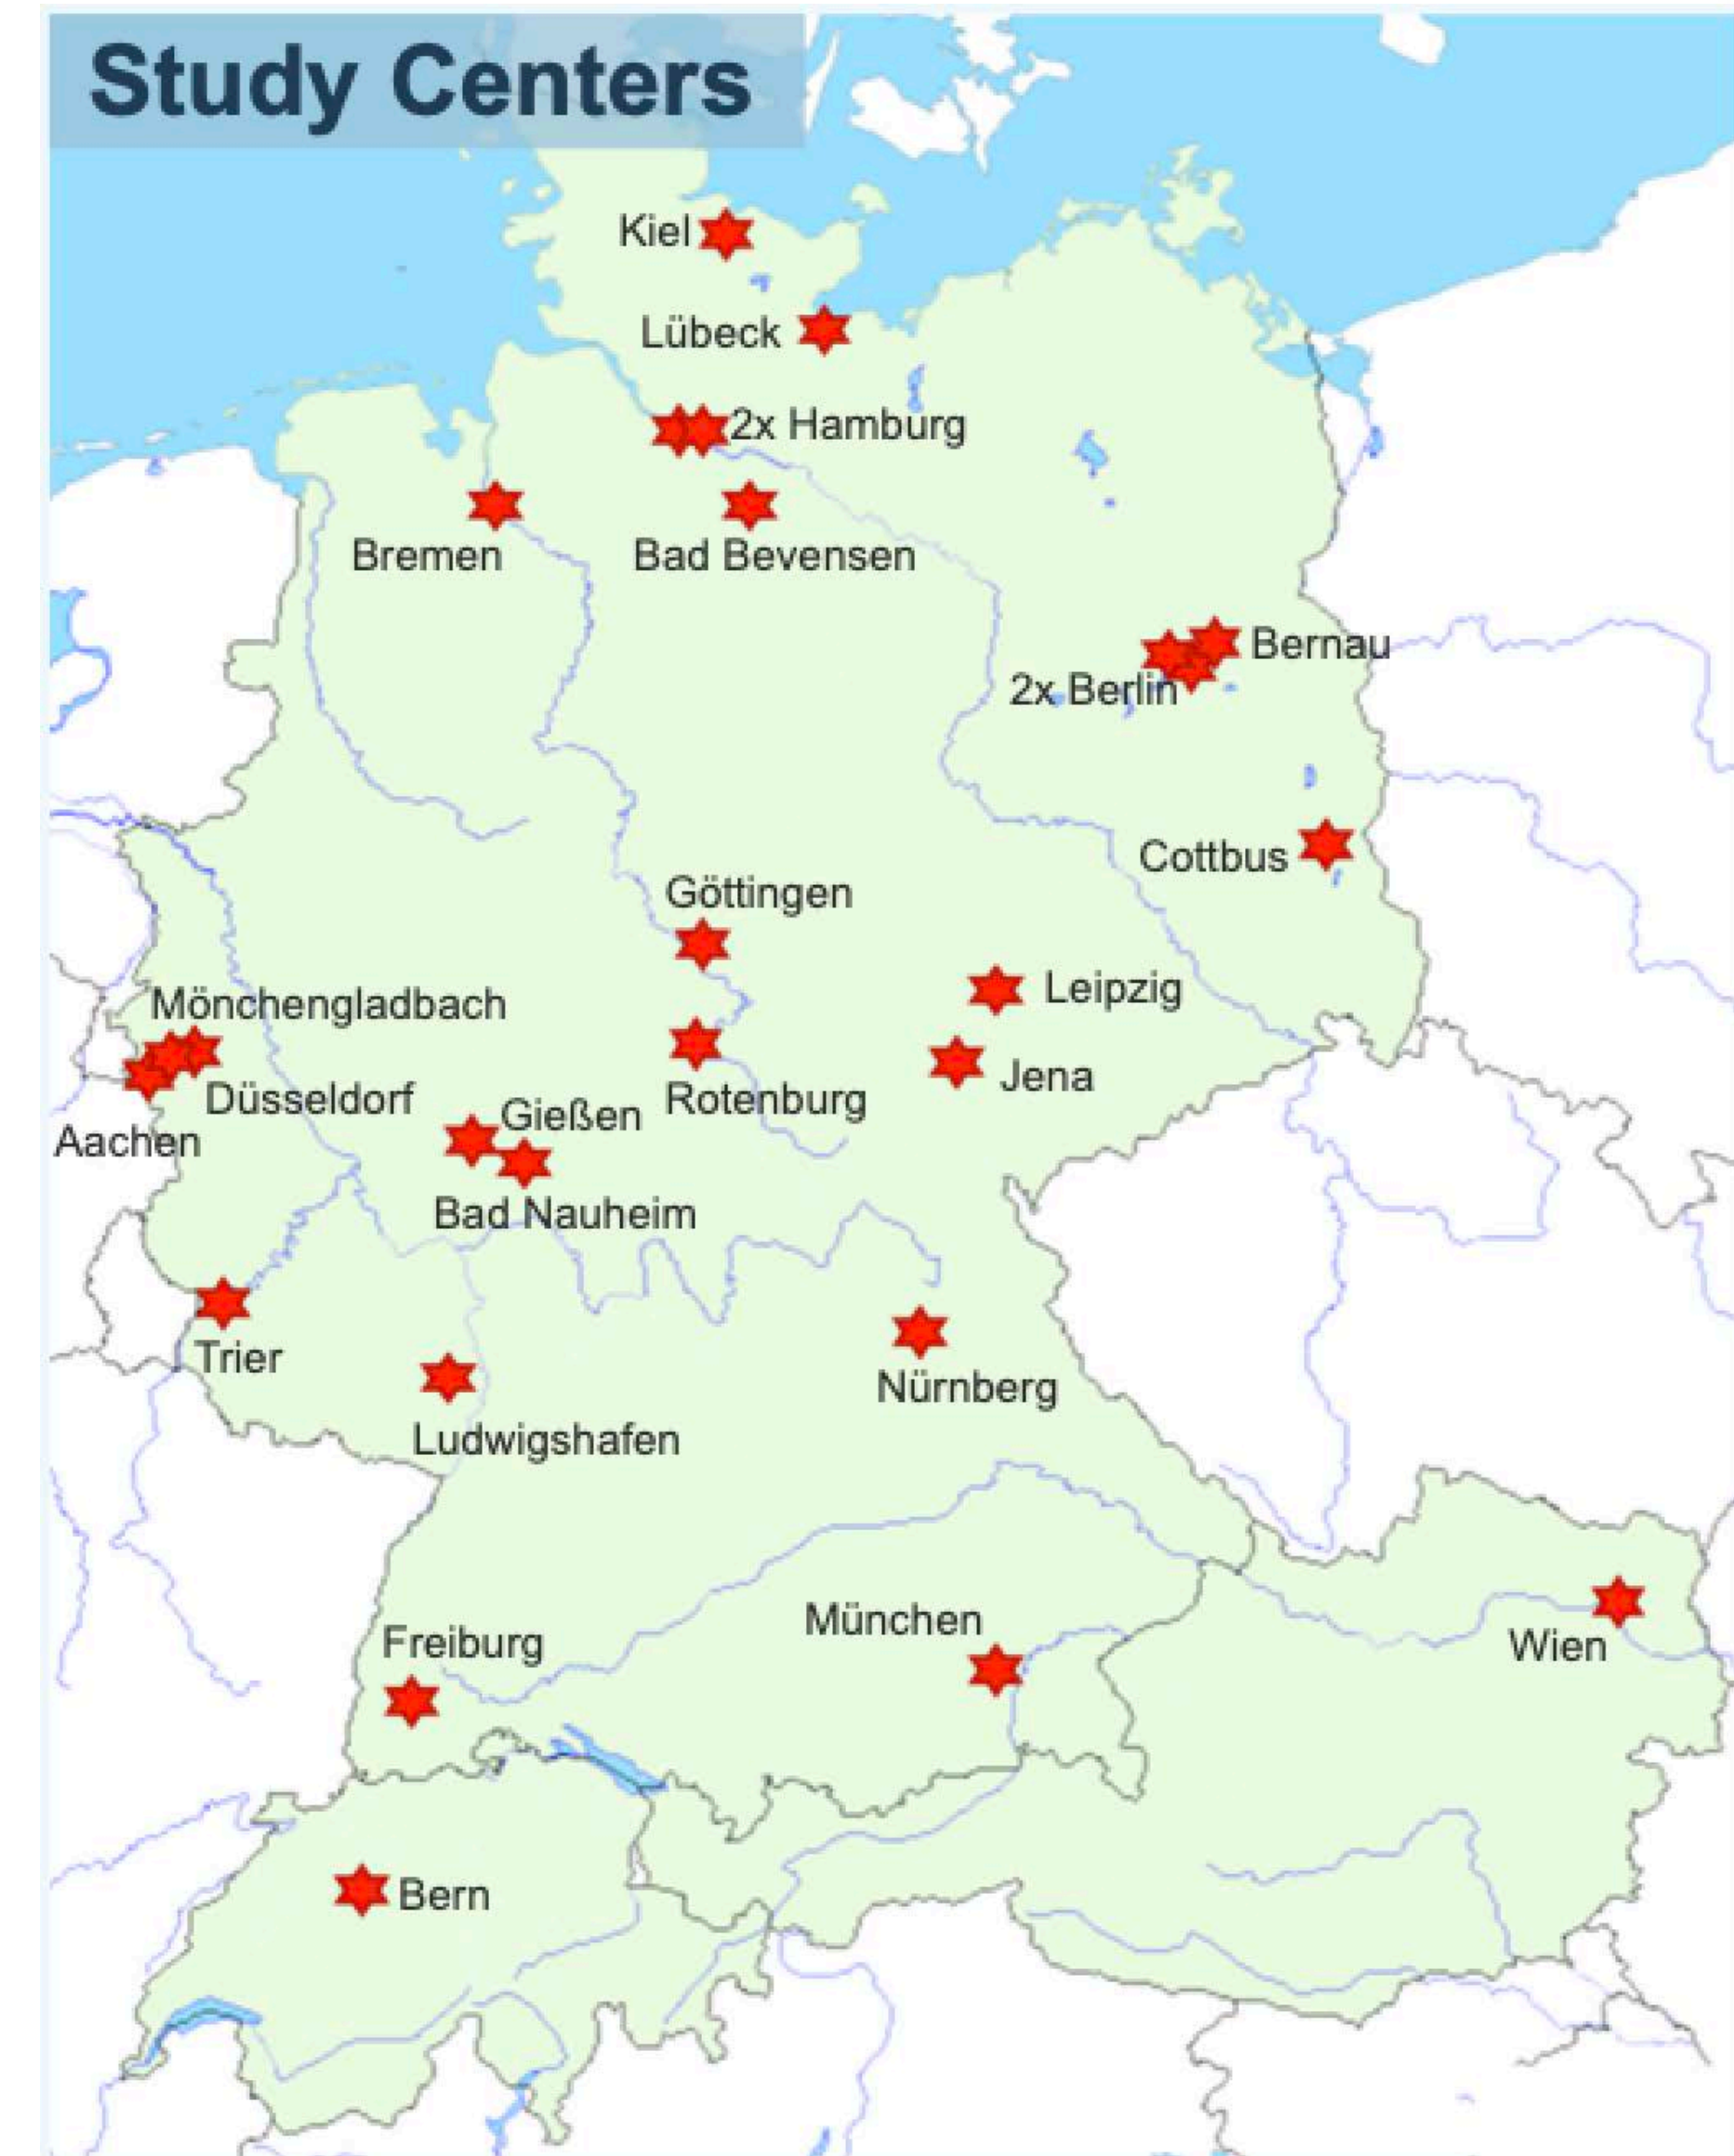 Study Centers
Kiel
Lübeck
2x Hamburg
Bremen
Bad Bevensen
Bernau
2x Berlin
Cottbus
Göttingen
Leipzig
Mönchengladbach
Jena
Düsseldorf
Rotenburg
Gießen
Aachen
Bad Nauheim
Trier
Nürnberg
Ludwigshafen
München
Freiburg
Wien
Bern